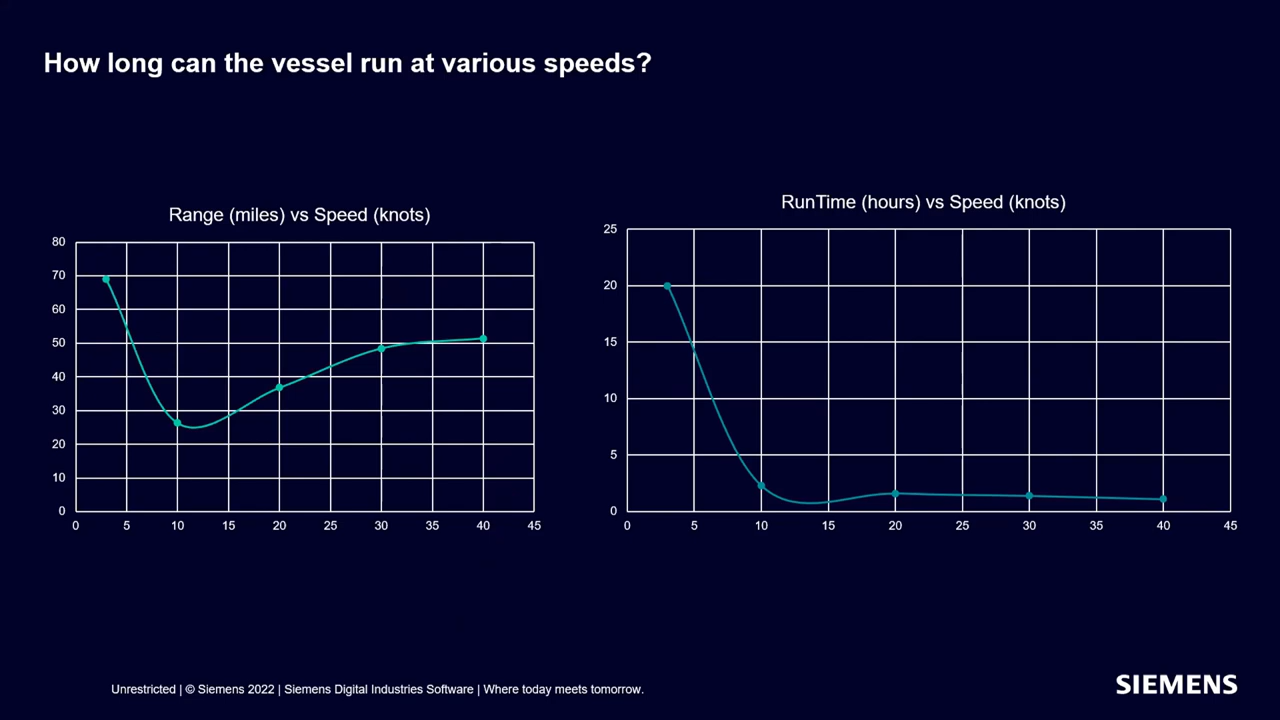 How long can the vessel run at various speeds?
Range (miles) vs Speed (knots)
80
70
60
50
40
30
20
10
0
0 5 10 15 20 25 30 35 40 45
RunTime (hours) vs Speed (knots)
25
20
15
10
5
0
0 5 10 15 20 25 30 35 40 45
Unrestricted | © Siemens 2022 | Siemens Digital Industries Software | Where today meets tomorrow.
SIEMENS